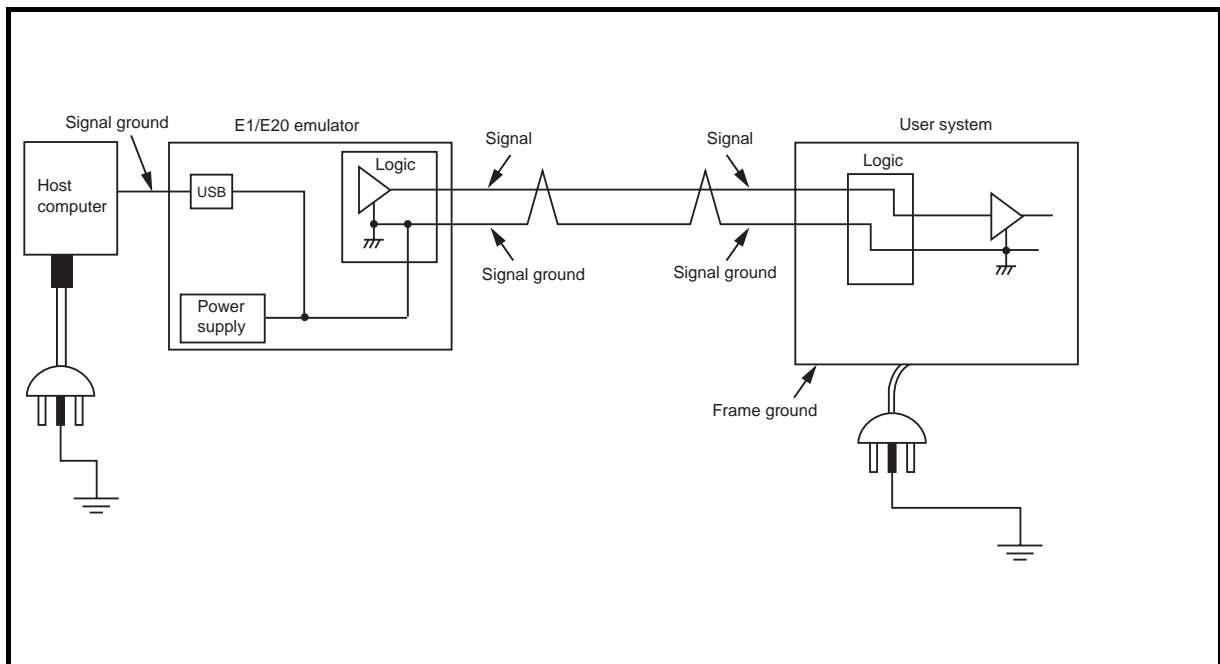 Signal ground
E1/E20 emulator
Signal
Signal
User system
Host
computer
USB
Logic
Logic
Signal ground
Signal ground
Power
supply
Frame ground